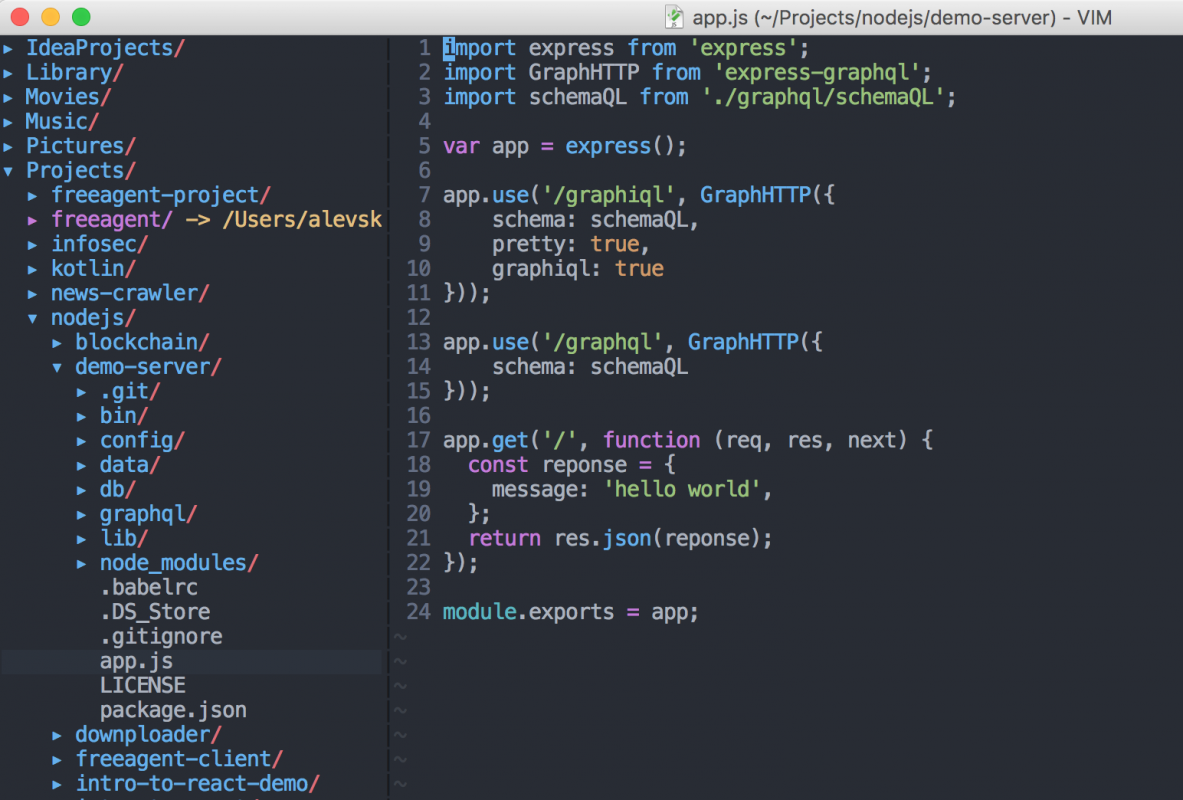 app.js (~/Projects/nodejs/demo-server) - VIM
▸ IdeaProjects/
▸ Library/
▸ Movies/
▸ Music/
▸ Pictures/
▾ Projects/
▸ freeagent-project/
▸ freeagent/ -> /Users/alevsk
▸ infosec/
▸ kotlin/
▸ news-crawler/
▾ nodejs/
▸ blockchain/
▾ demo-server/
▸ .git/
▸ bin/
▸ config/
▸ data/
▸ db/
▸ graphql/
▸ lib/
▸ node_modules/
.babelrc
.DS_Store
.gitignore
app.js
LICENSE
package.json
▸ downploader/
▸ freeagent-client/
▸ intro-to-react-demo/
1 import express from 'express';
2 import GraphHTTP from 'express-graphql';
3 import schemaQL from './graphql/schemaQL';
4
5 var app = express();
6
7 app.use('/graphiql', GraphHTTP({
8     schema: schemaQL,
9     pretty: true,
10     graphiql: true
11 }));
12
13 app.use('/graphql', GraphHTTP({
14     schema: schemaQL
15 }));
16
17 app.get('/', function (req, res, next) {
18   const reponse = {
19     message: 'hello world',
20   };
21   return res.json(reponse);
22 });
23
24 module.exports = app;
~
~
~
~
~
~
~